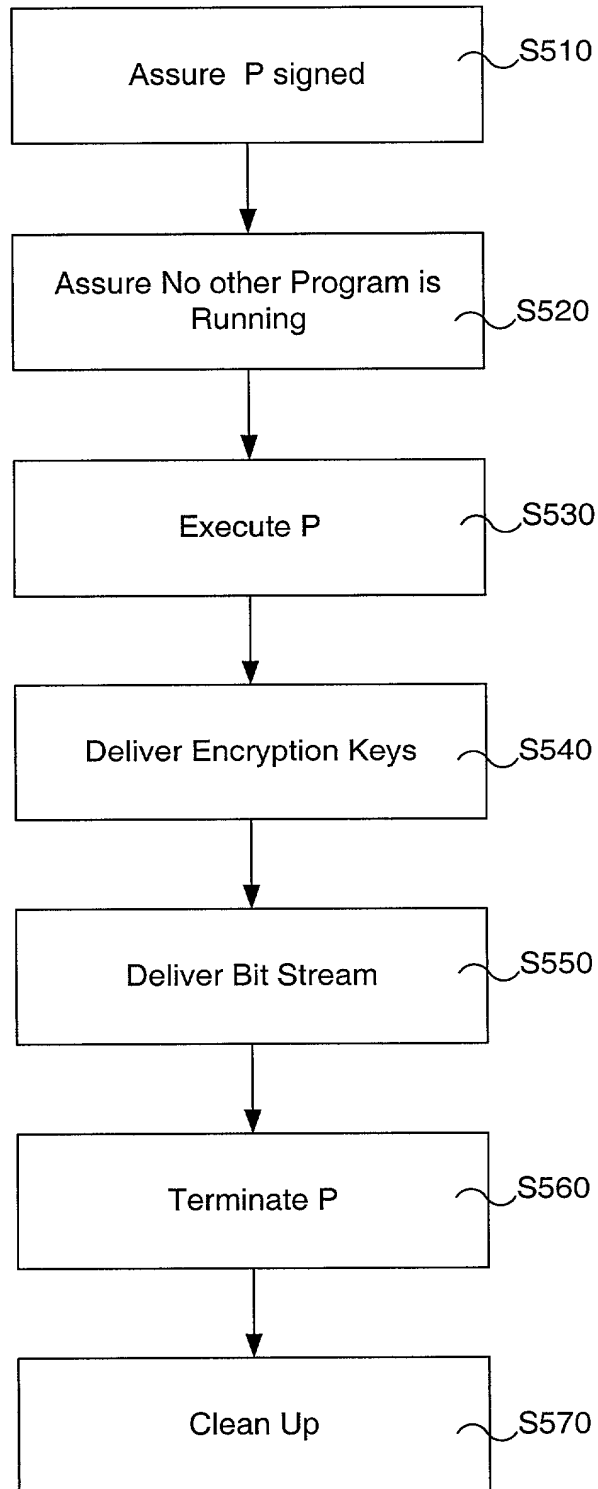 Assure P signed
S510
Assure No other Program is
Running
S520
Execute P
S530
Deliver Encryption Keys
S540
Deliver Bit Stream
S550
Terminate P
S560
Clean Up
S570